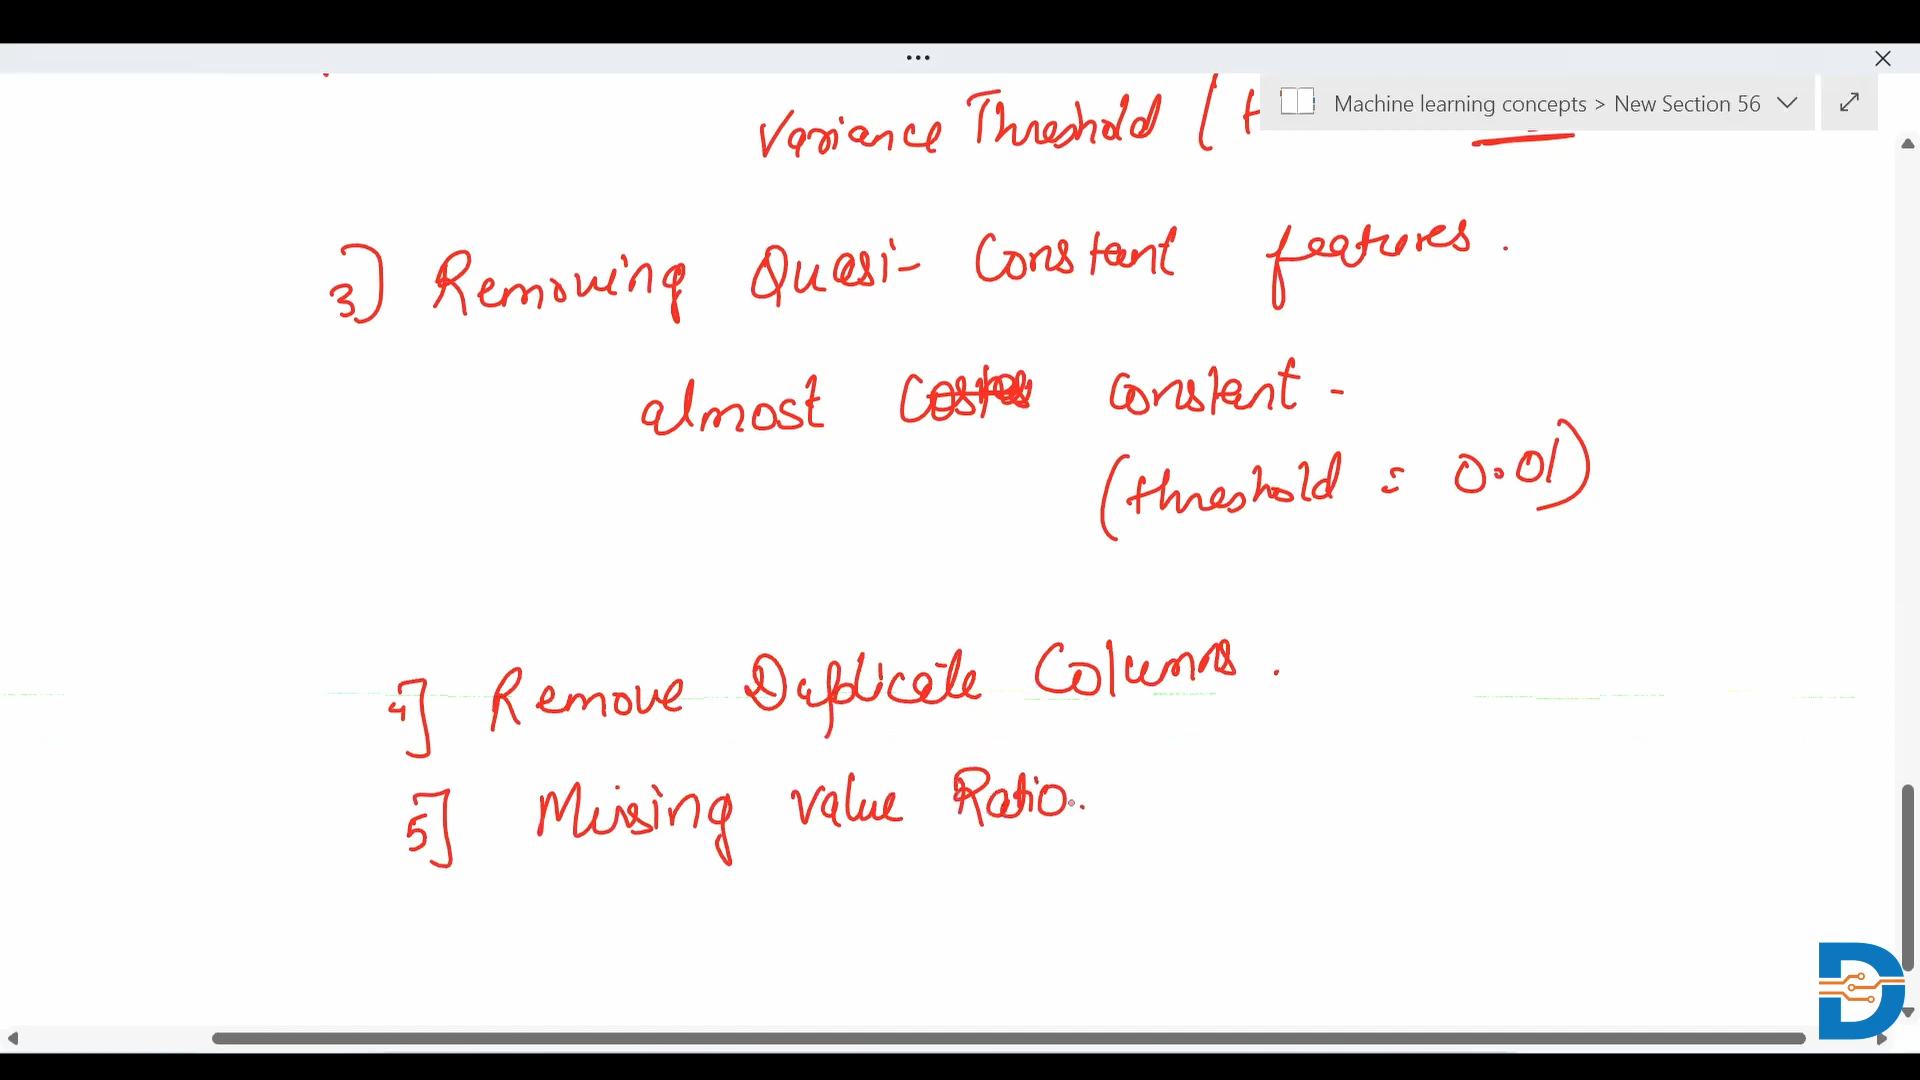 Machine learning concepts > New Section 56
Variance Threshold ( t
3) Removing Quasi- Constant features.
almost constant -
(threshold = 0.01)
4] Remove Duplicate Columns.
5] Missing value Ratio.